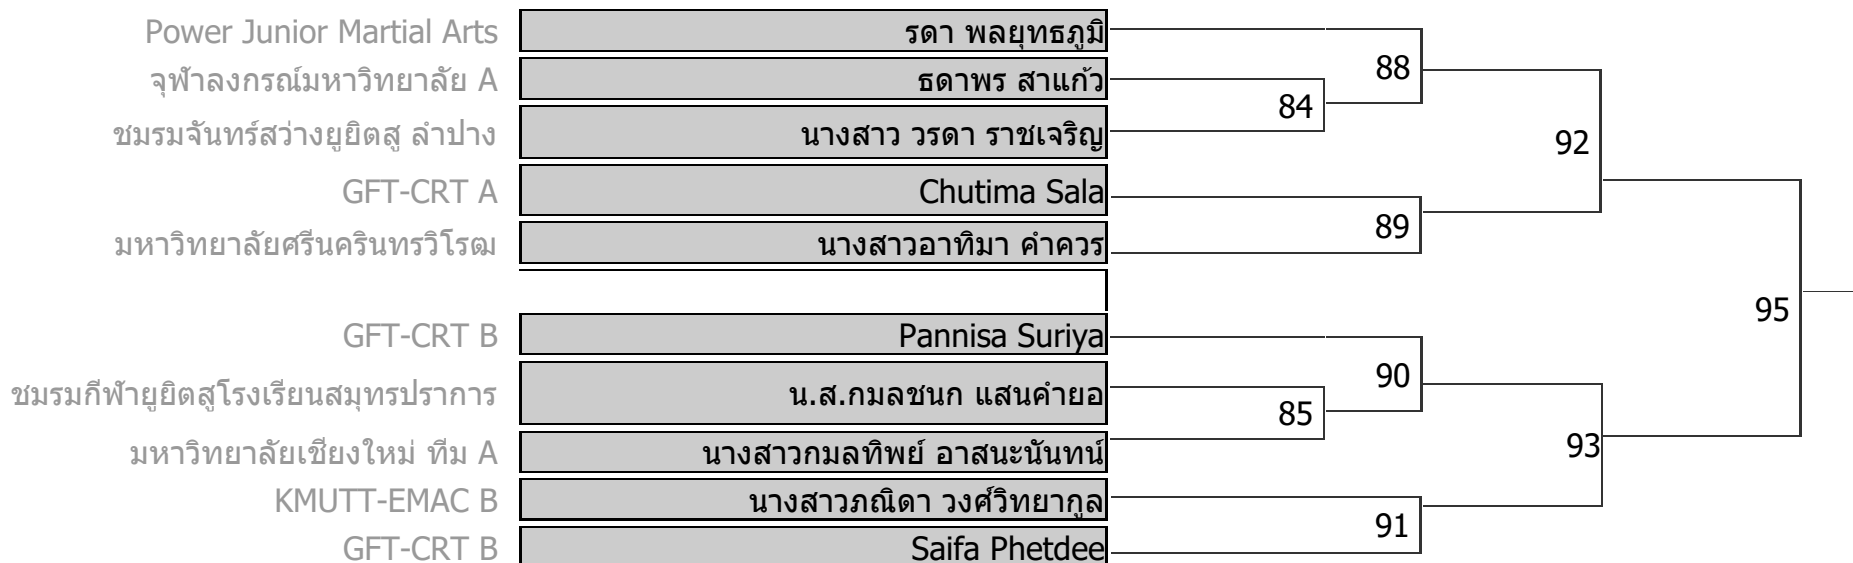 Power Junior Martial Arts รดา พลยุทธภูมิ
88
จุฬาลงกรณ์มหาวิทยาลัย A ธดาพร สาแก้ว
84
ชมรมจันทร์สว่างยูยิตสู ลำปาง นางสาว วรดา ราชเจริญ
92
GFT-CRT A Chutima Sala
89
มหาวิทยาลัยศรีนครินทรวิโรฒ นางสาวอาทิมา คำควร
95
GFT-CRT B Pannisa Suriya
90
ชมรมกีฬายูยิตสูโรงเรียนสมุทรปราการ น.ส.กมลชนก แสนคำยอ
85
มหาวิทยาลัยเชียงใหม่ ทีม A นางสาวกมลทิพย์ อาสนะนันทน์
93
KMUTT-EMAC B นางสาวภณิดา วงศ์วิทยากูล
91
GFT-CRT B Saifa Phetdee